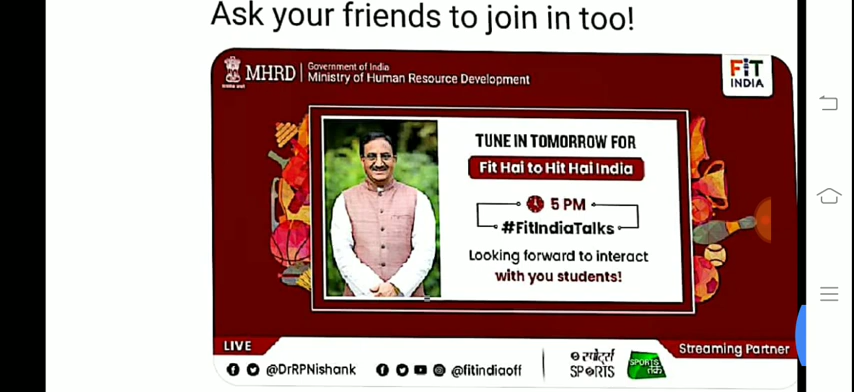 Ask your friends to join in too!
MHRD
Government of India
Ministry of Human Resource Development
FIT
INDIA
TUNE IN TOMORROW FOR
Fit Hai to Hit Hai India
5 PM
#FitIndiaTalks
Looking forward to interact
with you students!
LIVE
@DrRPNishank
@fitindiaoff
स्पोर्ट्स
SPORTS
SPORTS
तक
Streaming Partner